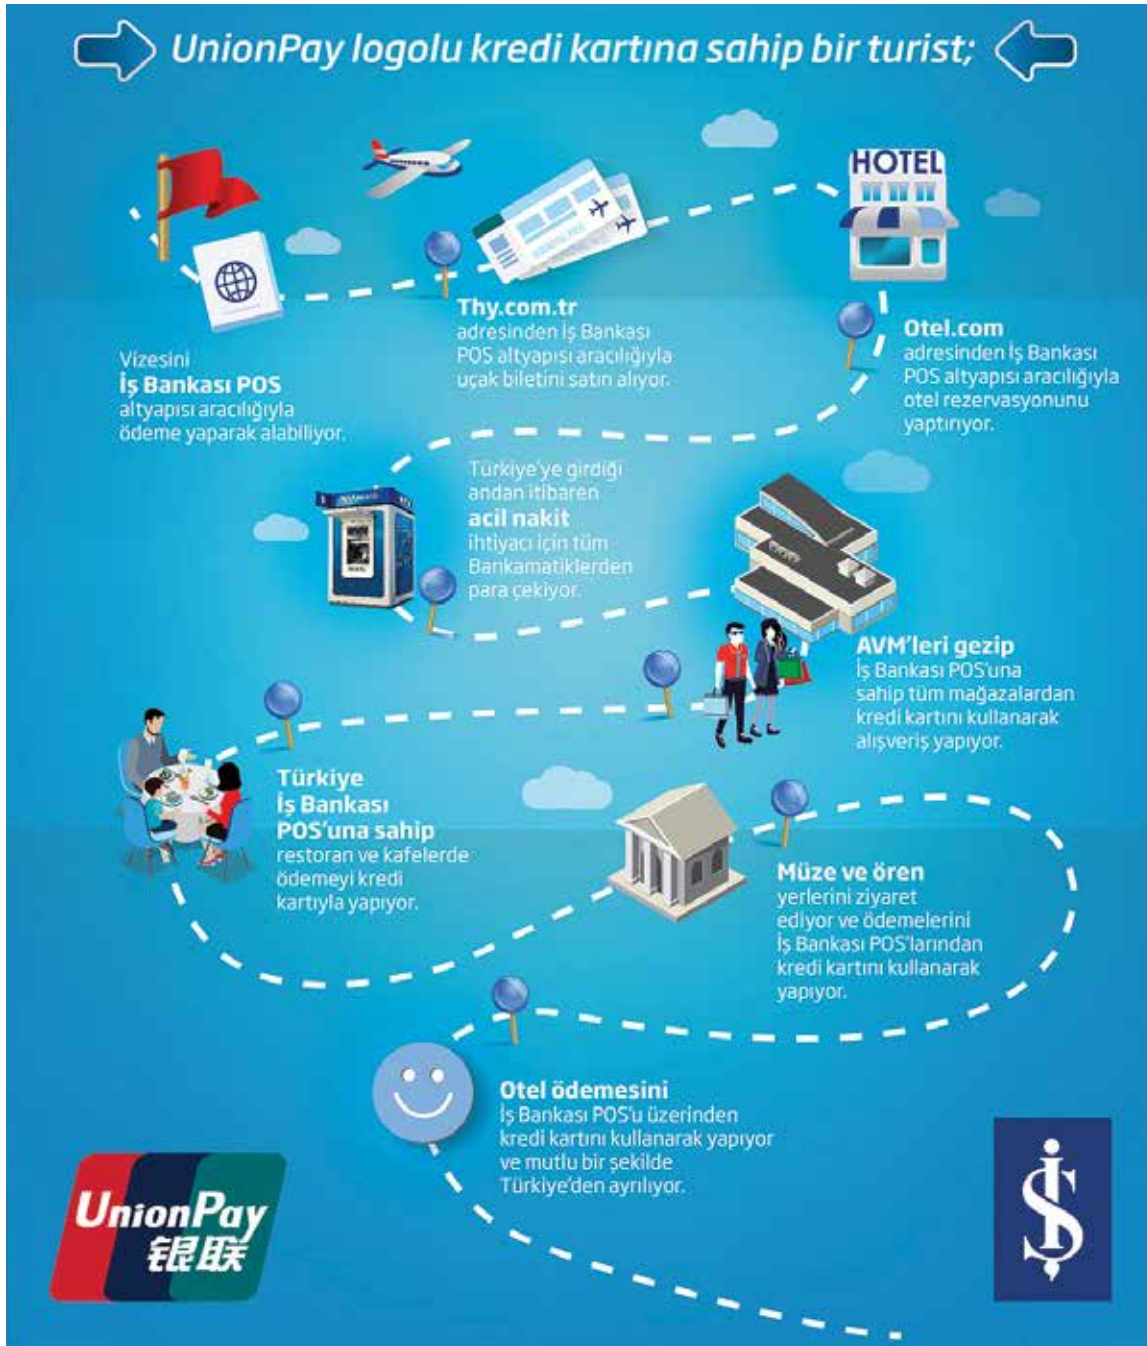 UnionPay logolu kredi kartına sahip bir turist;
HOTEL
Vizesini
İş Bankası POS
altyapısı aracılığıyla
ödeme yaparak alabiliyor.
Thy.com.tr
adresinden İş Bankası
POS altyapısı aracılığıyla
uçak biletini satın alıyor.
Otel.com
adresinden İş Bankası
POS altyapısı aracılığıyla
otel rezervasyonunu
yaptırıyor.
Türkiye'ye girdiği
andan itibaren
acil nakit
ihtiyacı için tüm
Bankamatiklerden
para çekiyor.
AVM'leri gezip
İş Bankası POS'una
sahip tüm mağazalardan
kredi kartını kullanarak
alışveriş yapıyor.
Türkiye
İş Bankası
POS'una sahip
restoran ve kafelerde
ödemeyi kredi
kartıyla yapıyor.
Müze ve ören
yerlerini ziyaret
ediyor ve ödemelerini
İş Bankası POS'larından
kredi kartını kullanarak
yapıyor.
Otel ödemesini
İş Bankası POS'u üzerinden
kredi kartını kullanarak yapıyor
ve mutlu bir şekilde
Türkiye'den ayrılıyor.
UnionPay
银联
İŞ